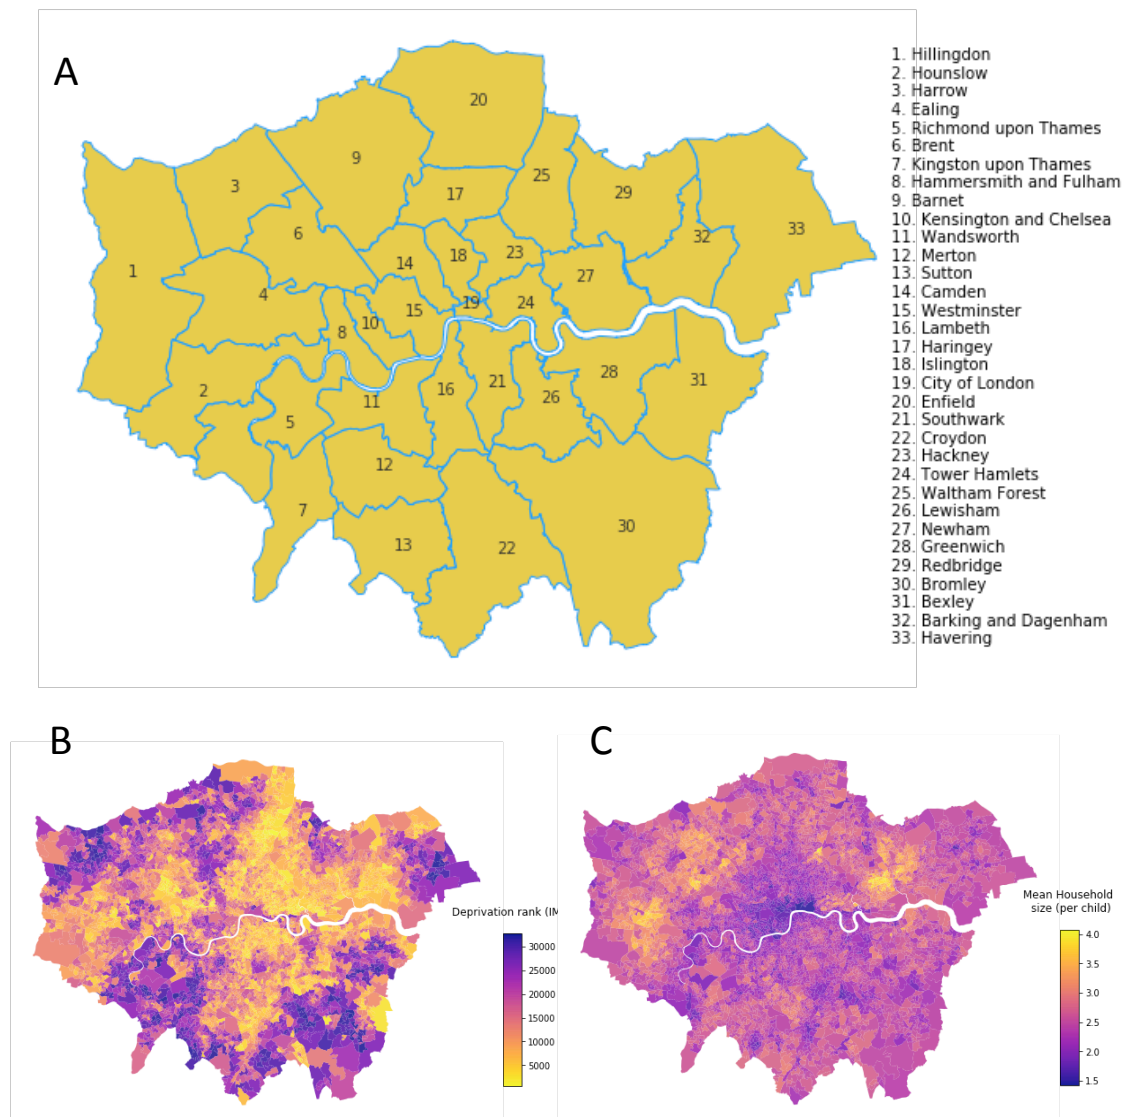 A
1. Hillingdon
2. Hounslow
3. Harrow
4. Ealing
5. Richmond upon Thames
6. Brent
7. Kingston upon Thames
8. Hammersmith and Fulham
9. Barnet
10. Kensington and Chelsea
11. Wandsworth
12. Merton
13. Sutton
14. Camden
15. Westminster
16. Lambeth
17. Haringey
18. Islington
19. City of London
20. Enfield
21. Southwark
22. Croydon
23. Hackney
24. Tower Hamlets
25. Waltham Forest
26. Lewisham
27. Newham
28. Greenwich
29. Redbridge
30. Bromley
31. Bexley
32. Barking and Dagenham
33. Havering
20
9
25
3
17
29
6
33
32
18
23
14
1
27
4
19
24
15
10
8
28
31
2
16
21
26
11
5
12
7
30
13
22
B
Deprivation rank (IM
30000
25000
20000
15000
10000
5000
C
Mean Household
size (per child)
4.0
3.5
3.0
2.5
2.0
1.5